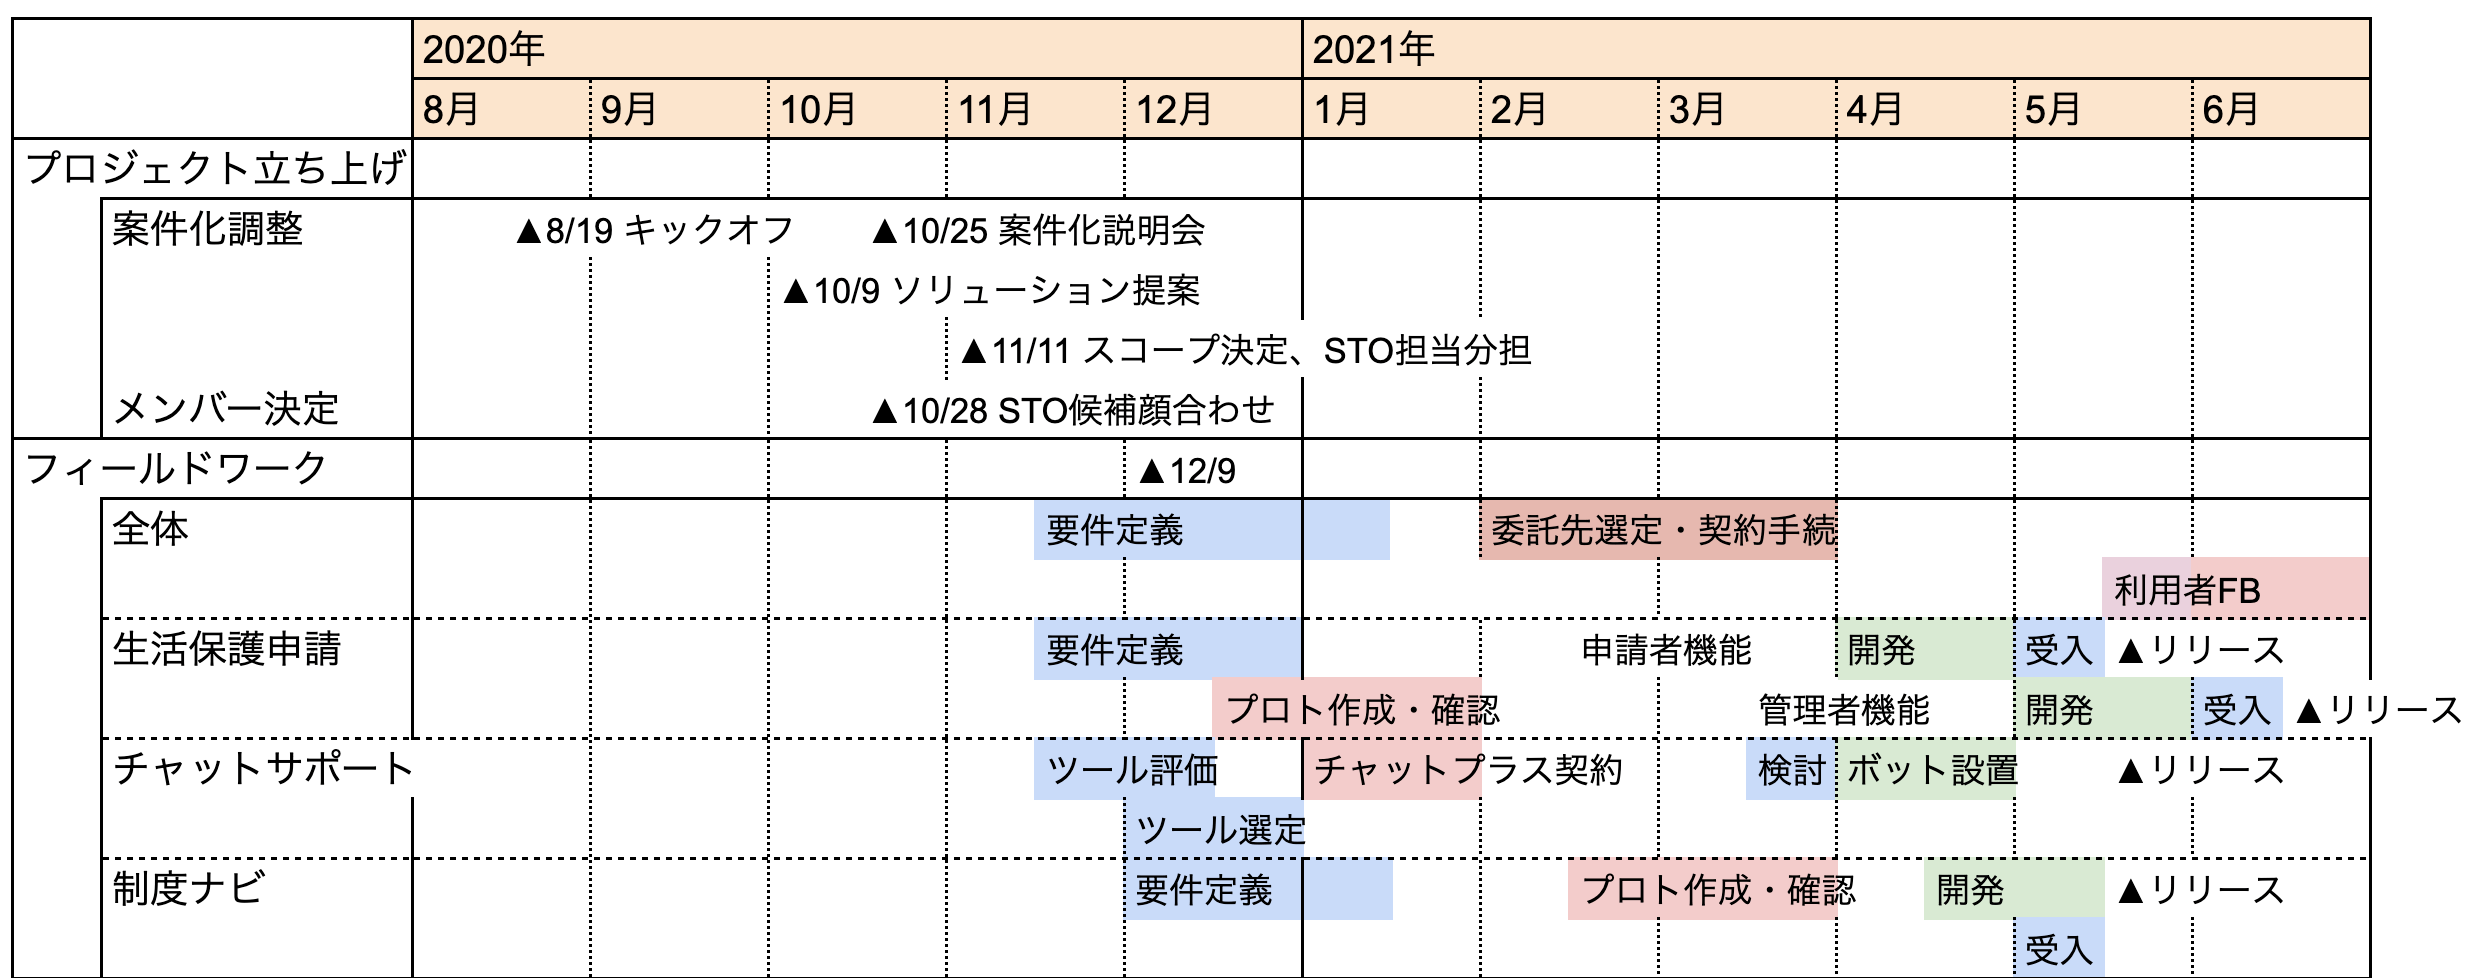 2020年 2021年
8月 9月 10月 11月 12月 1月 2月 3月 4月 5月 6月
プロジェクト立ち上げ
案件化調整 ▲8/19 キックオフ ▲10/25 案件化説明会
▲10/9 ソリューション提案
▲11/11 スコープ決定、STO担当分担
メンバー決定 ▲10/28 STO候補顔合わせ
フィールドワーク ▲12/9
全体 要件定義 委託先選定・契約手続
利用者FB
生活保護申請 要件定義 申請者機能 開発 受入 ▲リリース
プロト作成・確認 管理者機能 開発 受入 ▲リリース
チャットサポート ツール評価 チャットプラス契約 検討 ボット設置 ▲リリース
ツール選定
制度ナビ 要件定義 プロト作成・確認 開発 ▲リリース
受入